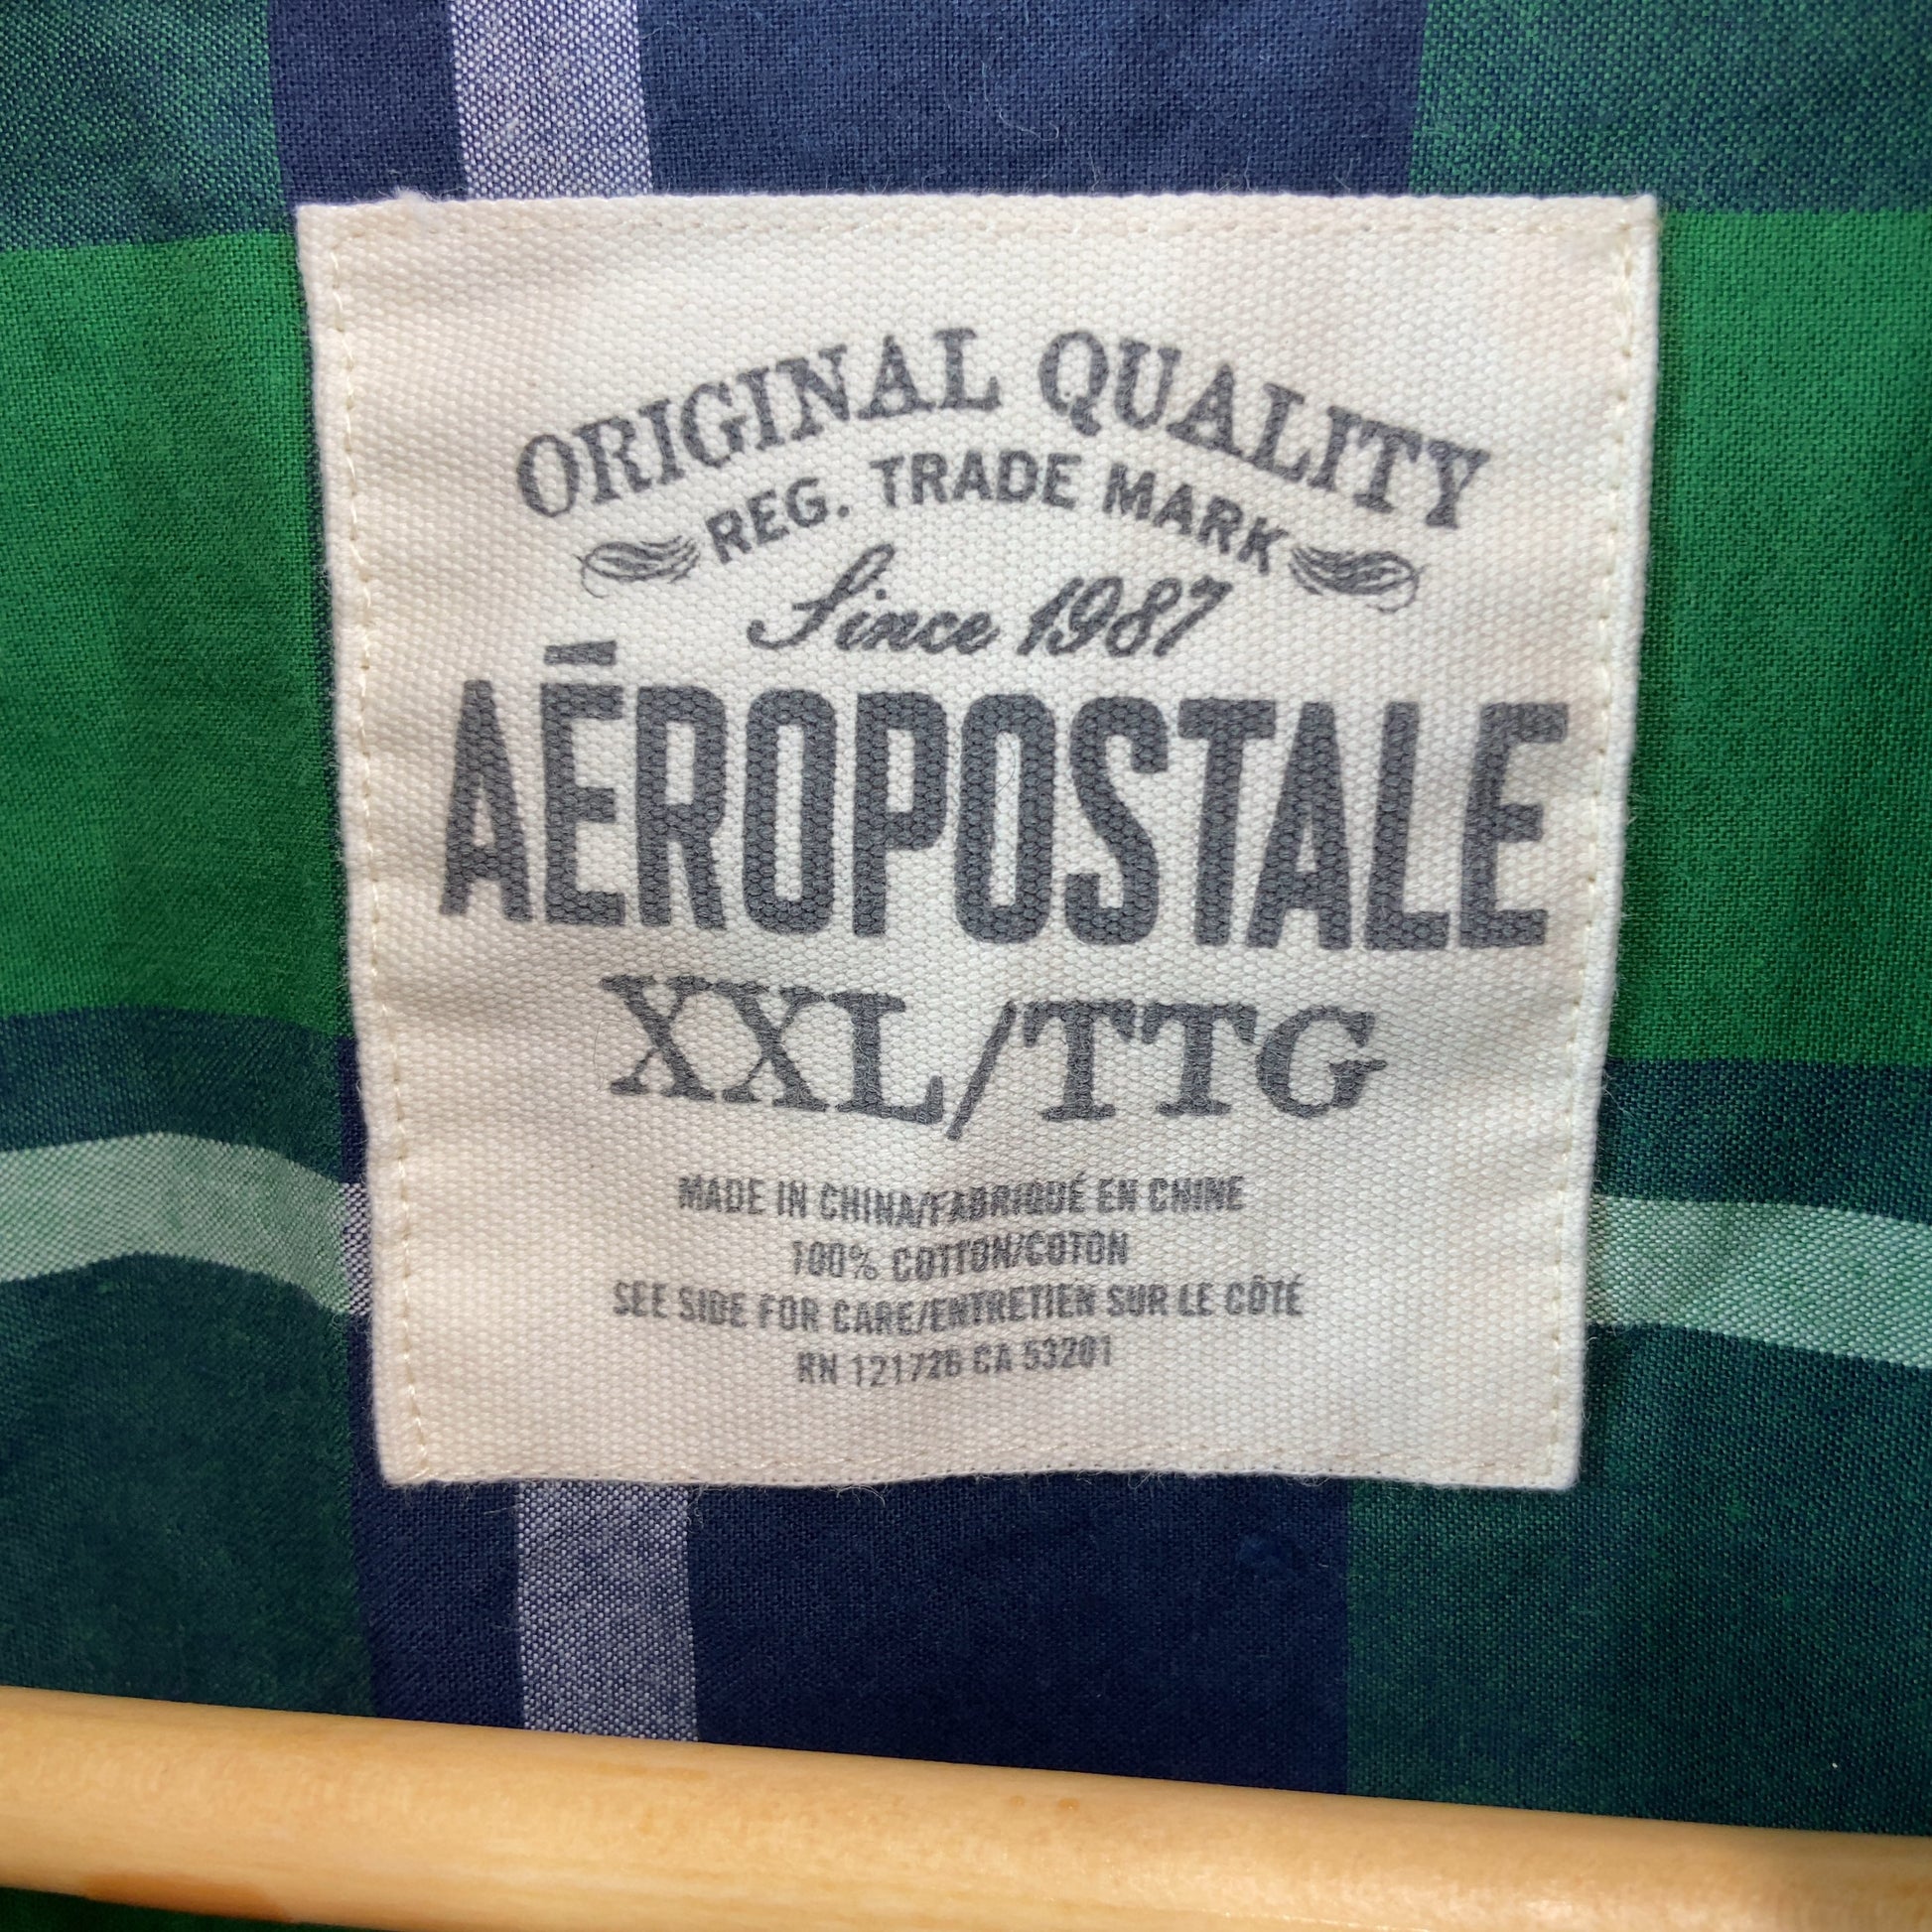 ORIGINAL QUALITY
REG. TRADE MARK
Since 1987
AÉROPOSTALE
XXL/TTG
MADE IN CHINA/FABRIQUÉ EN CHINE
100% COTTON/COTON
SEE SIDE FOR CARE/ENTRETIEN SUR LE CÔTÉ
RN 121726 CA 53201